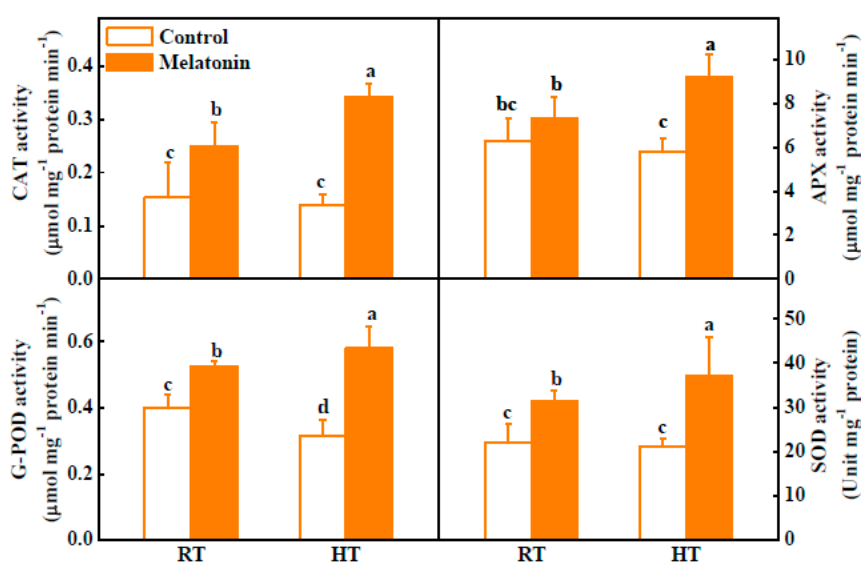 Control
Melatonin
CAT activity
(μmol mg⁻¹ protein min⁻¹)
0.4
0.3
0.2
0.1
0.0
c
b
c
a
bc
b
c
a
10
8
6
4
2
0
APX activity
(μmol mg⁻¹ protein min⁻¹)
G-POD activity
(μmol mg⁻¹ protein min⁻¹)
0.6
0.4
0.2
0.0
c
b
d
a
c
b
c
a
50
40
30
20
10
0
SOD activity
(Unit mg⁻¹ protein)
RT
HT
RT
HT